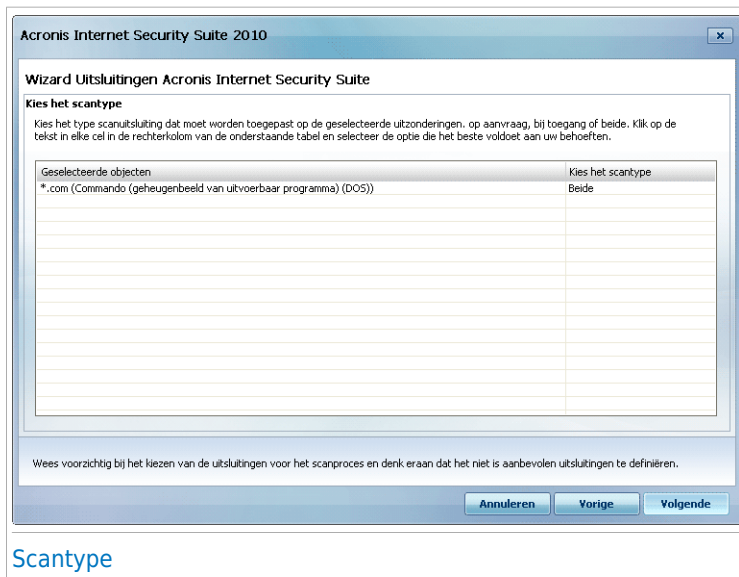 Acronis Internet Security Suite 2010
Wizard Uitsluitingen Acronis Internet Security Suite
Kies het scantype
Kies het type scanuitsluiting dat moet worden toegepast op de geselecteerde uitzonderingen. op aanvraag, bij toegang of beide. Klik op de
tekst in elke cel in de rechterkolom van de onderstaande tabel en selecteer de optie die het beste voldoet aan uw behoeften.
Geselecteerde objecten Kies het scantype
*.com (Commando (geheugenbeeld van uitvoerbaar programma) (DOS)) Beide
Wees voorzichtig bij het kiezen van de uitsluitingen voor het scanproces en denk eraan dat het niet is aanbevolen uitsluitingen te definiëren.
Annuleren Vorige Volgende
Scantype